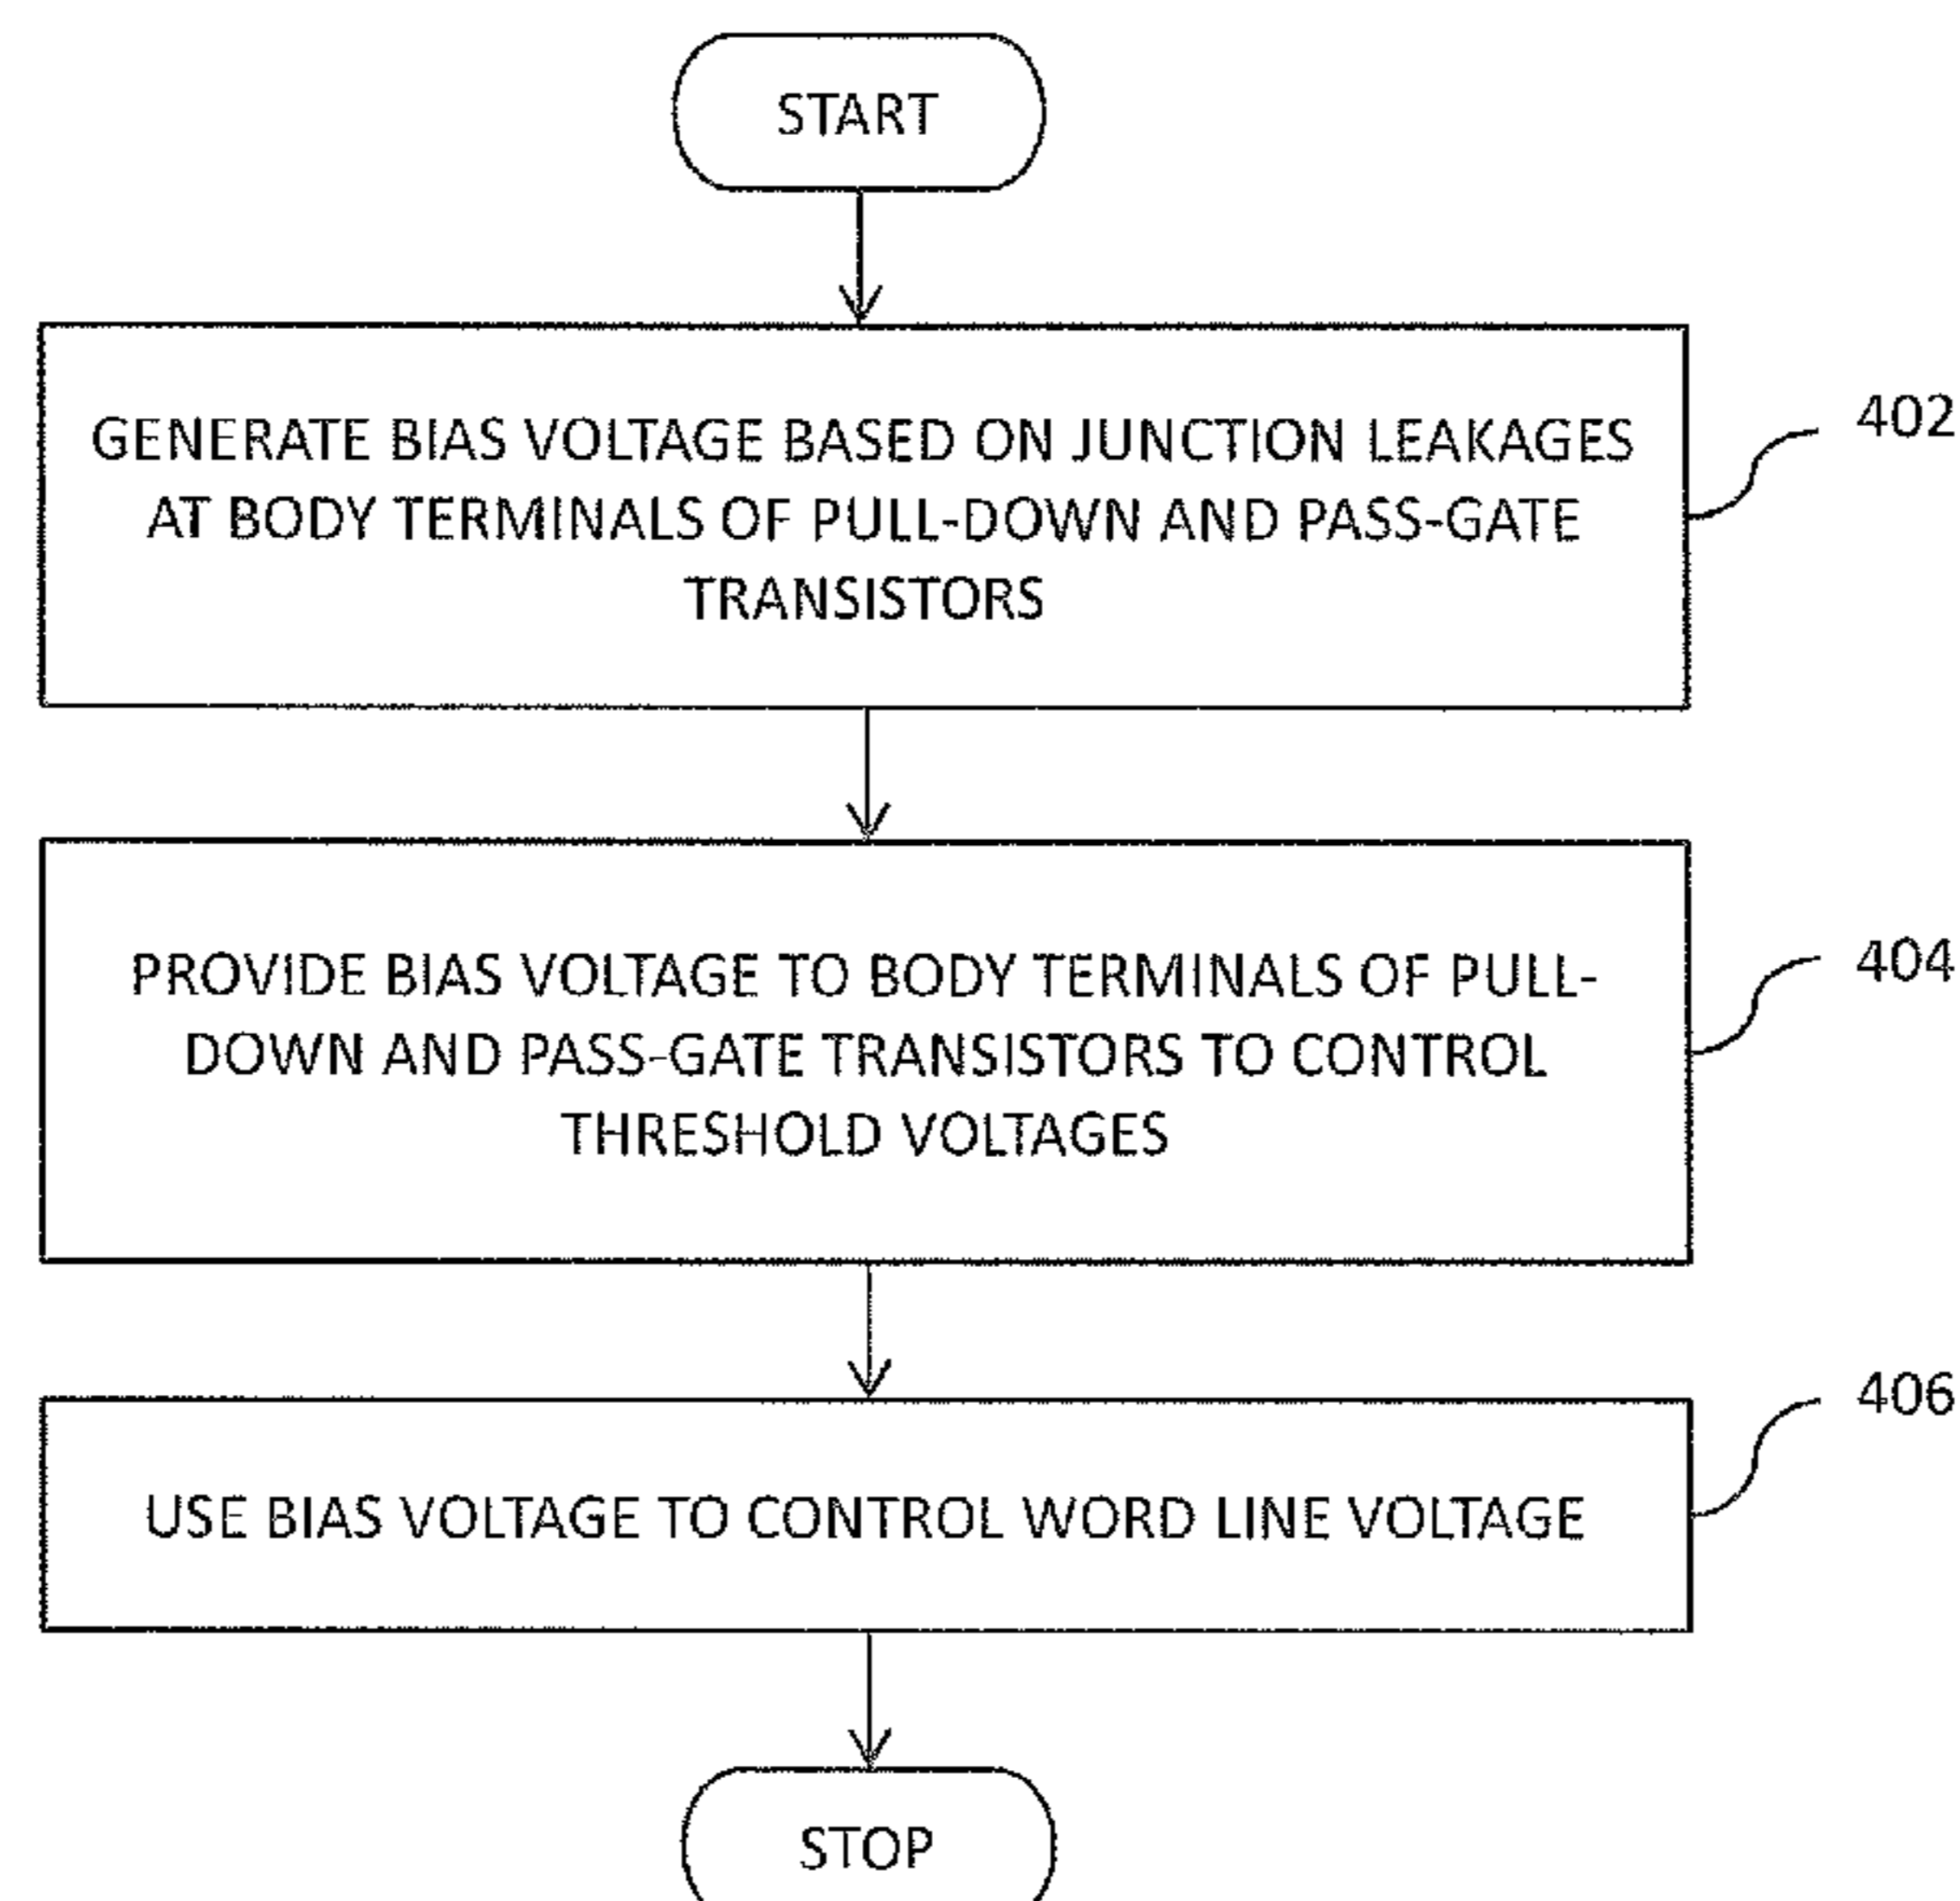 START
GENERATE BIAS VOLTAGE BASED ON JUNCTION LEAKAGES
AT BODY TERMINALS OF PULL-DOWN AND PASS-GATE
TRANSISTORS
402
PROVIDE BIAS VOLTAGE TO BODY TERMINALS OF PULL-
DOWN AND PASS-GATE TRANSISTORS TO CONTROL
THRESHOLD VOLTAGES
404
USE BIAS VOLTAGE TO CONTROL WORD LINE VOLTAGE
406
STOP